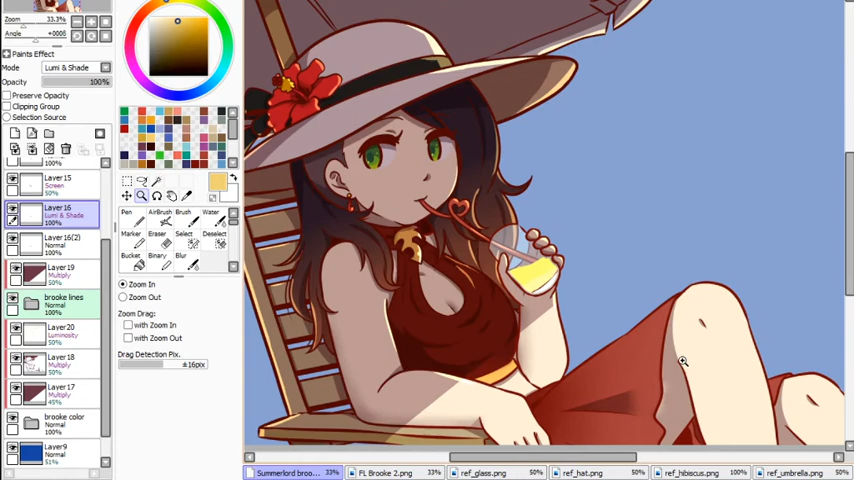 Zoom 33.3%
Angle +0006
Paints Effect
Mode Lumi & Shade
Opacity 100%
Preserve Opacity
Clipping Group
Selection Source
100%
Layer15
Screen
50%
Layer16
Lumi & Shade
100%
Layer16(2)
Normal
100%
Layer19
Multiply
50%
brooke lines
Normal
100%
Layer20
Luminosity
50%
Layer18
Multiply
50%
Layer17
Multiply
45%
brooke color
Normal
100%
Layer9
Normal
51%
Pen AirBrush Brush Water
Marker Eraser Select Deselect
Bucket Binary Blur
Zoom In
Zoom Out
Zoom Drag:
with Zoom In
with Zoom Out
Drag Detection Pix.
±16pix
Summerlord broo... 33% FL Brooke 2.png 33% ref_glass.png 50% ref_hat.png 50% ref_hibiscus.png 100% ref_umbrella.png 50%